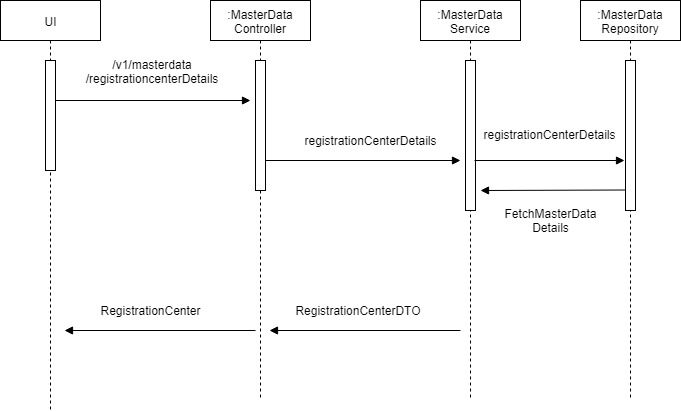 UI
:MasterData
Controller
:MasterData
Service
:MasterData
Repository
/v1/masterdata
/registrationcenterDetails
registrationCenterDetails
registrationCenterDetails
FetchMasterData
Details
RegistrationCenter
RegistrationCenterDTO